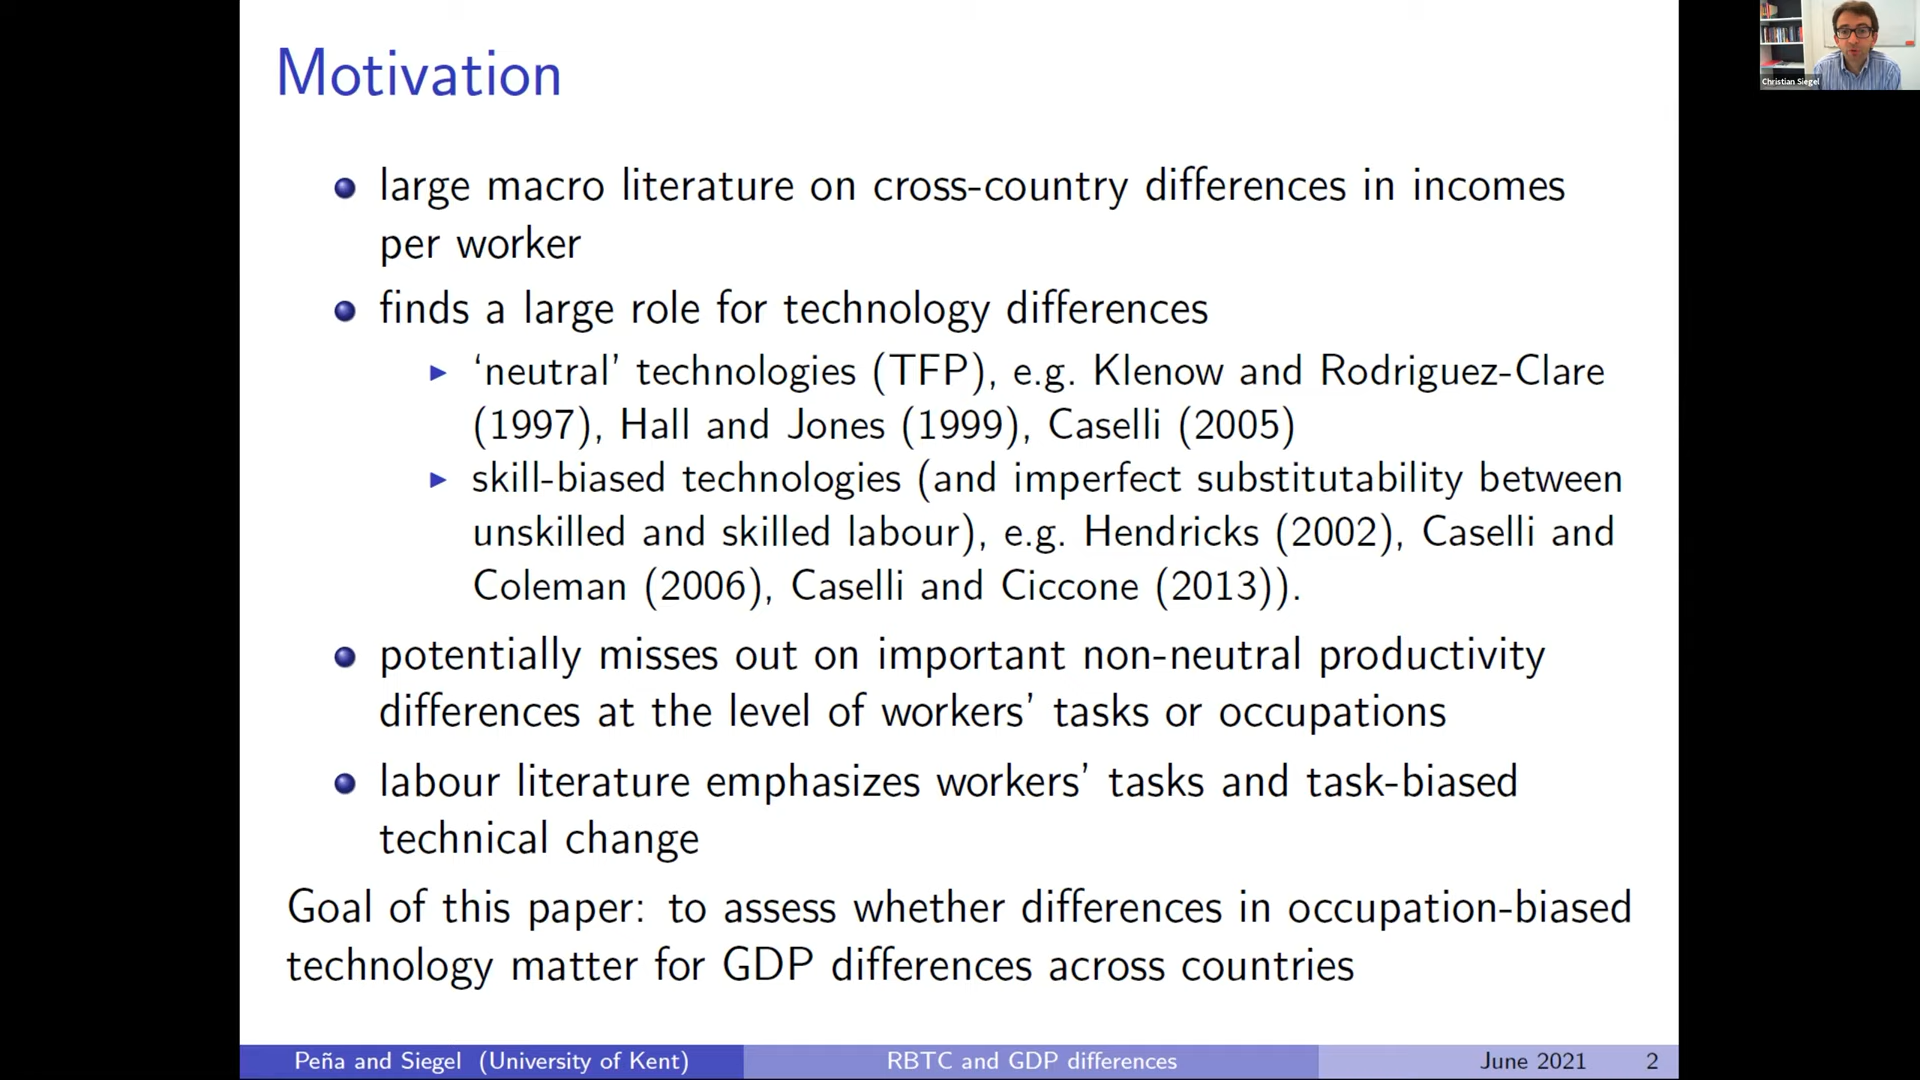 Motivation
large macro literature on cross-country differences in incomes
per worker
finds a large role for technology differences
‘neutral’ technologies (TFP), e.g. Klenow and Rodriguez-Clare
(1997), Hall and Jones (1999), Caselli (2005)
skill-biased technologies (and imperfect substitutability between
unskilled and skilled labour), e.g. Hendricks (2002), Caselli and
Coleman (2006), Caselli and Ciccone (2013)).
potentially misses out on important non-neutral productivity
differences at the level of workers’ tasks or occupations
labour literature emphasizes workers’ tasks and task-biased
technical change
Goal of this paper: to assess whether differences in occupation-biased
technology matter for GDP differences across countries
Peña and Siegel (University of Kent) RBTC and GDP differences June 2021 2
Christian Siegel